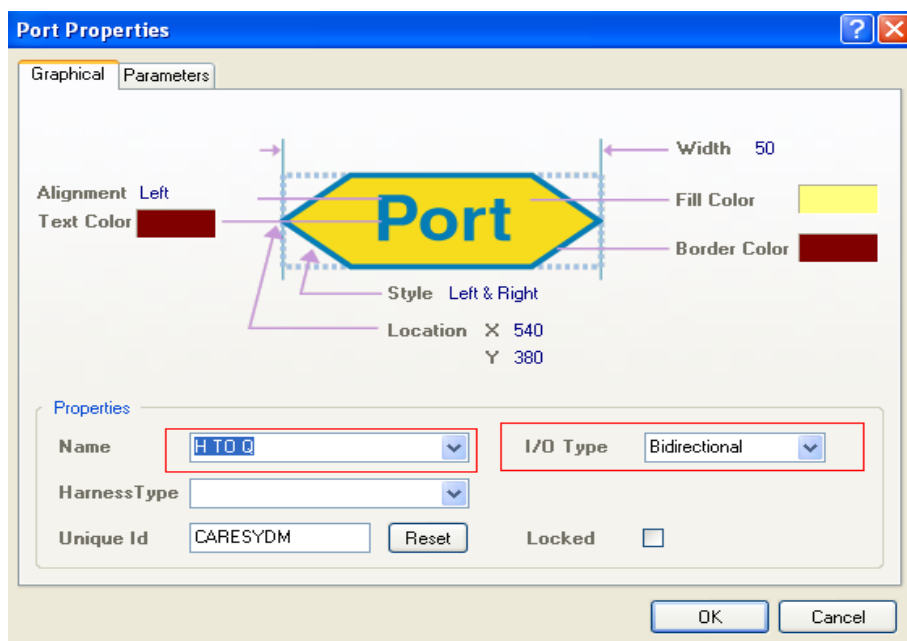 Port Properties
Graphical Parameters
Width 50
Alignment Left
Fill Color
Text Color
Port
Border Color
Style Left & Right
Location X 540
Y 380
Properties
Name H TO Q I/O Type Bidirectional
HarnessType
Unique Id CARESYDM Reset Locked
OK Cancel